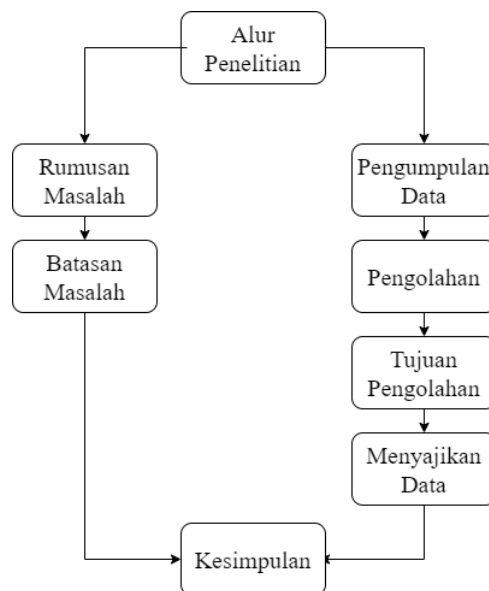 Alur
Penelitian
Rumusan
Masalah
Batasan
Masalah
Pengumpulan
Data
Pengolahan
Tujuan
Pengolahan
Menyajikan
Data
Kesimpulan